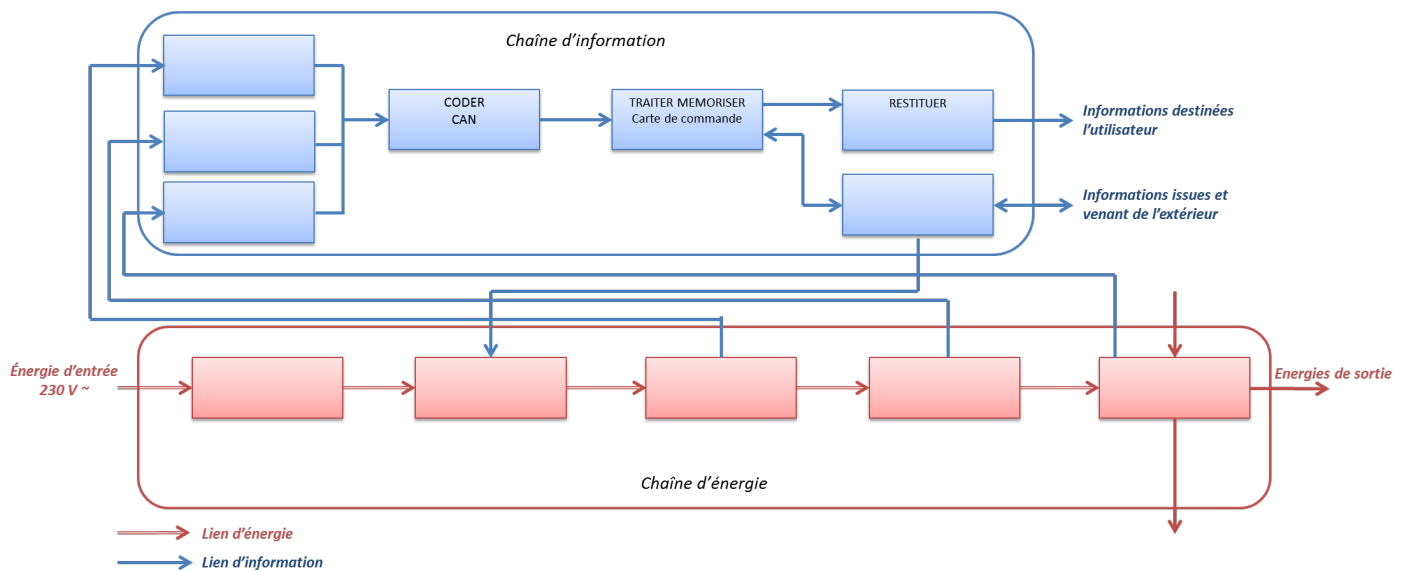 Chaîne d'information
CODER
CAN
TRAITER MEMORISER
Carte de commande
RESTITUER
Informations destinées
l'utilisateur
Informations issues et
venant de l'extérieur
Énergie d'entrée
230 V ~
Energies de sortie
Chaîne d'énergie
Lien d'énergie
Lien d'information